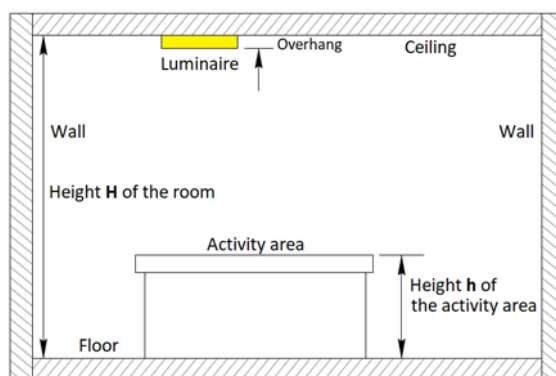 Overhang
Ceiling
Luminaire
Wall
Wall
Height H of the room
Activity area
Height h of
the activity area
Floor